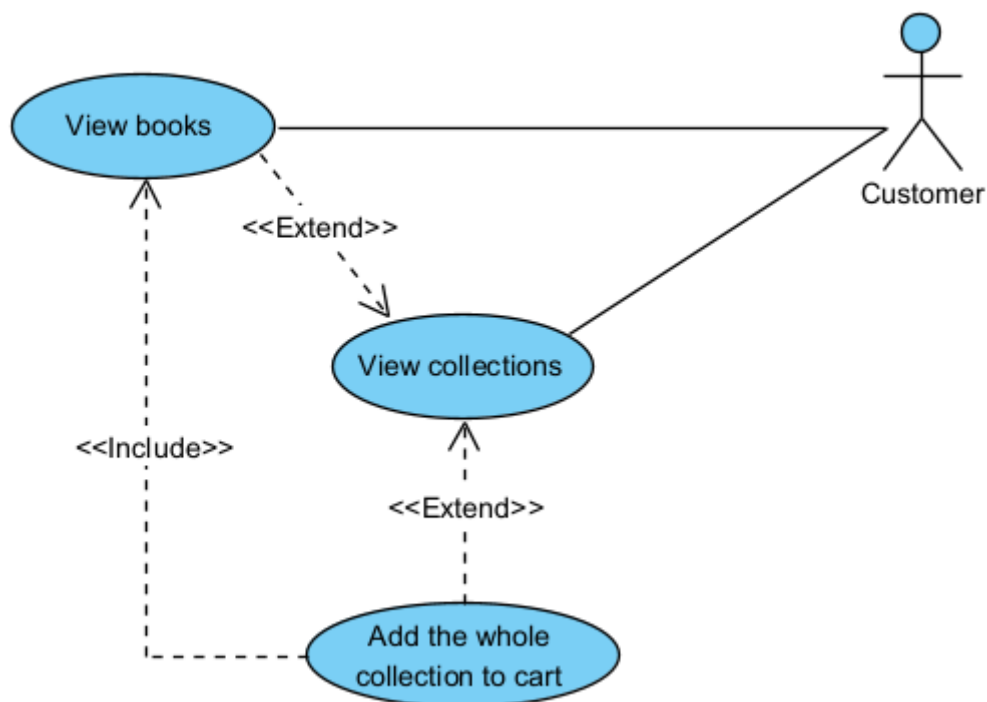 View books
Customer
<<Extend>>
View collections
<<Include>>
<<Extend>>
Add the whole
collection to cart